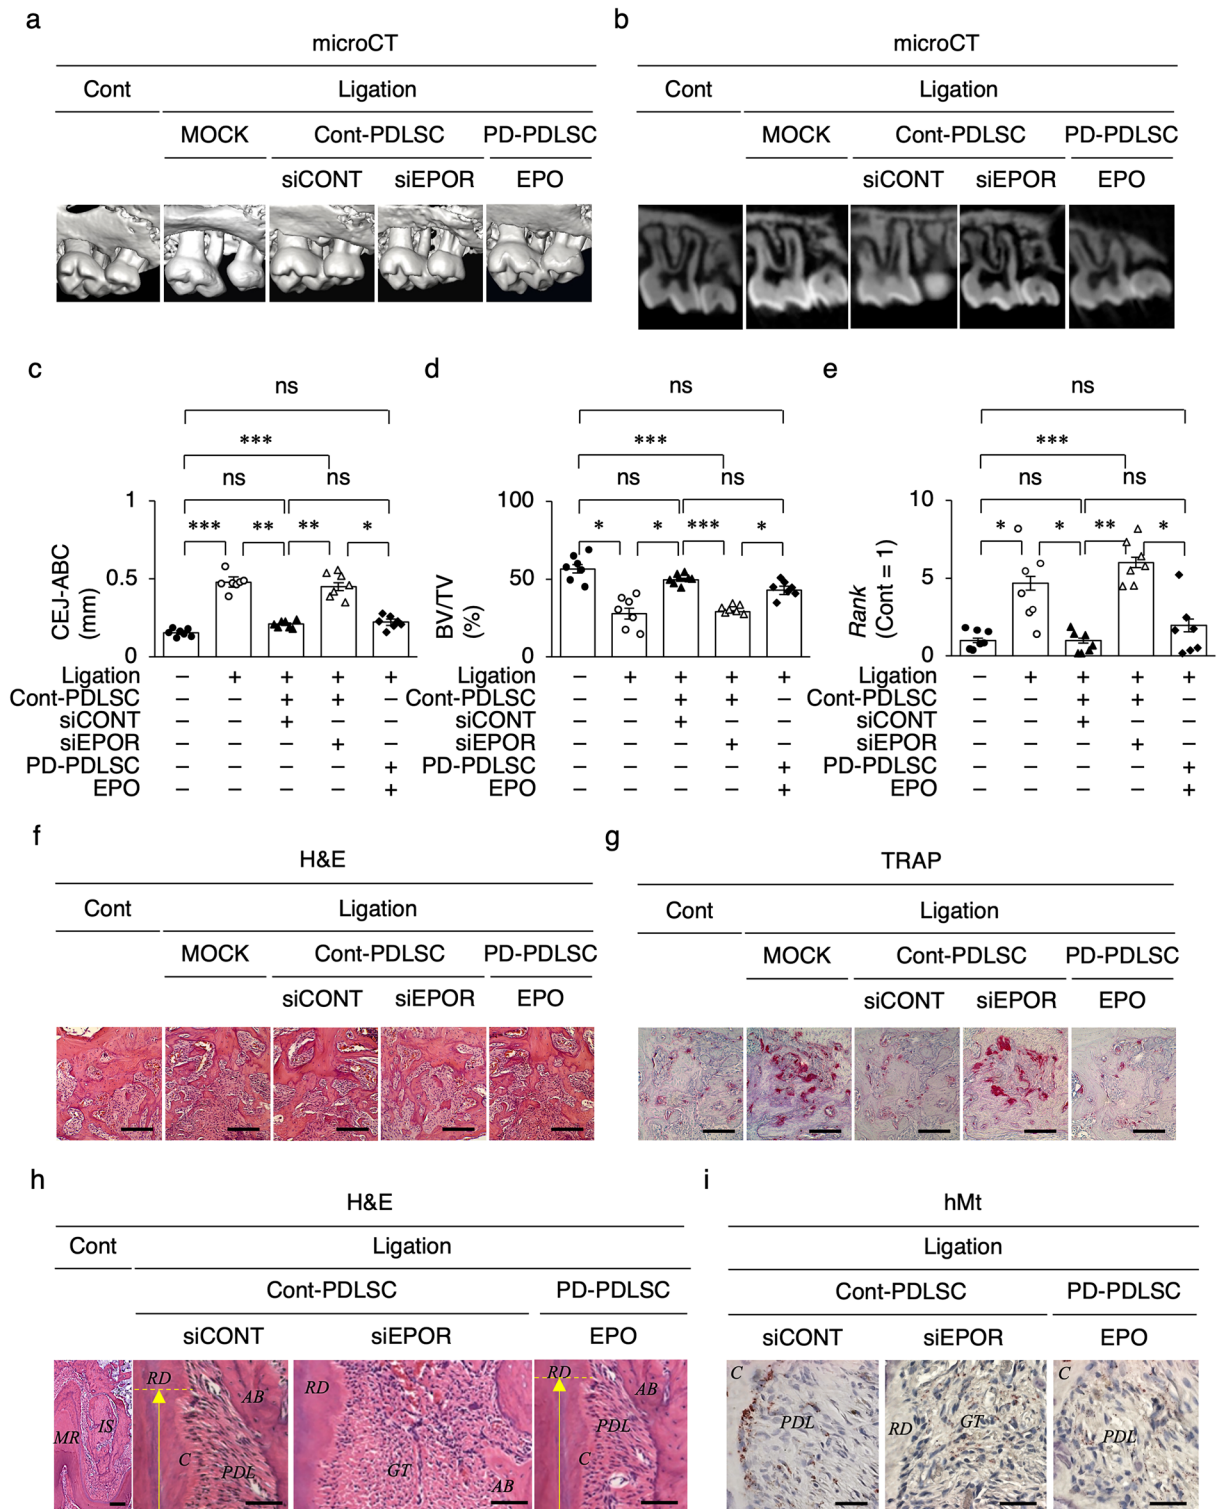 a
microCT
Cont
Ligation
MOCK
Cont-PDLSC
PD-PDLSC
siCONT
siEPOR
EPO
b
microCT
Cont
Ligation
MOCK
Cont-PDLSC
PD-PDLSC
siCONT
siEPOR
EPO
c
ns
***
ns
ns
***
**
**
*
1
0.5
0
CEJ-ABC
(mm)
Ligation − + + + +
Cont-PDLSC − − + + −
siCONT − − + − −
siEPOR − − − + −
PD-PDLSC − − − − +
EPO − − − − +
d
ns
***
ns
ns
*
*
***
*
100
50
0
BV/TV
(%)
Ligation − + + + +
Cont-PDLSC − − + + −
siCONT − − + − −
siEPOR − − − + −
PD-PDLSC − − − − +
EPO − − − − +
e
ns
***
ns
ns
*
*
**
*
10
5
0
Rank
(Cont = 1)
Ligation − + + + +
Cont-PDLSC − − + + −
siCONT − − + − −
siEPOR − − − + −
PD-PDLSC − − − − +
EPO − − − − +
f
H&E
Cont
Ligation
MOCK
Cont-PDLSC
PD-PDLSC
siCONT
siEPOR
EPO
g
TRAP
Cont
Ligation
MOCK
Cont-PDLSC
PD-PDLSC
siCONT
siEPOR
EPO
h
H&E
Cont
Ligation
Cont-PDLSC
PD-PDLSC
siCONT
siEPOR
EPO
MR
IS
RD
AB
C
PDL
RD
GT
AB
RD
AB
PDL
C
i
hMt
Ligation
Cont-PDLSC
PD-PDLSC
siCONT
siEPOR
EPO
C
PDL
RD
GT
C
PDL